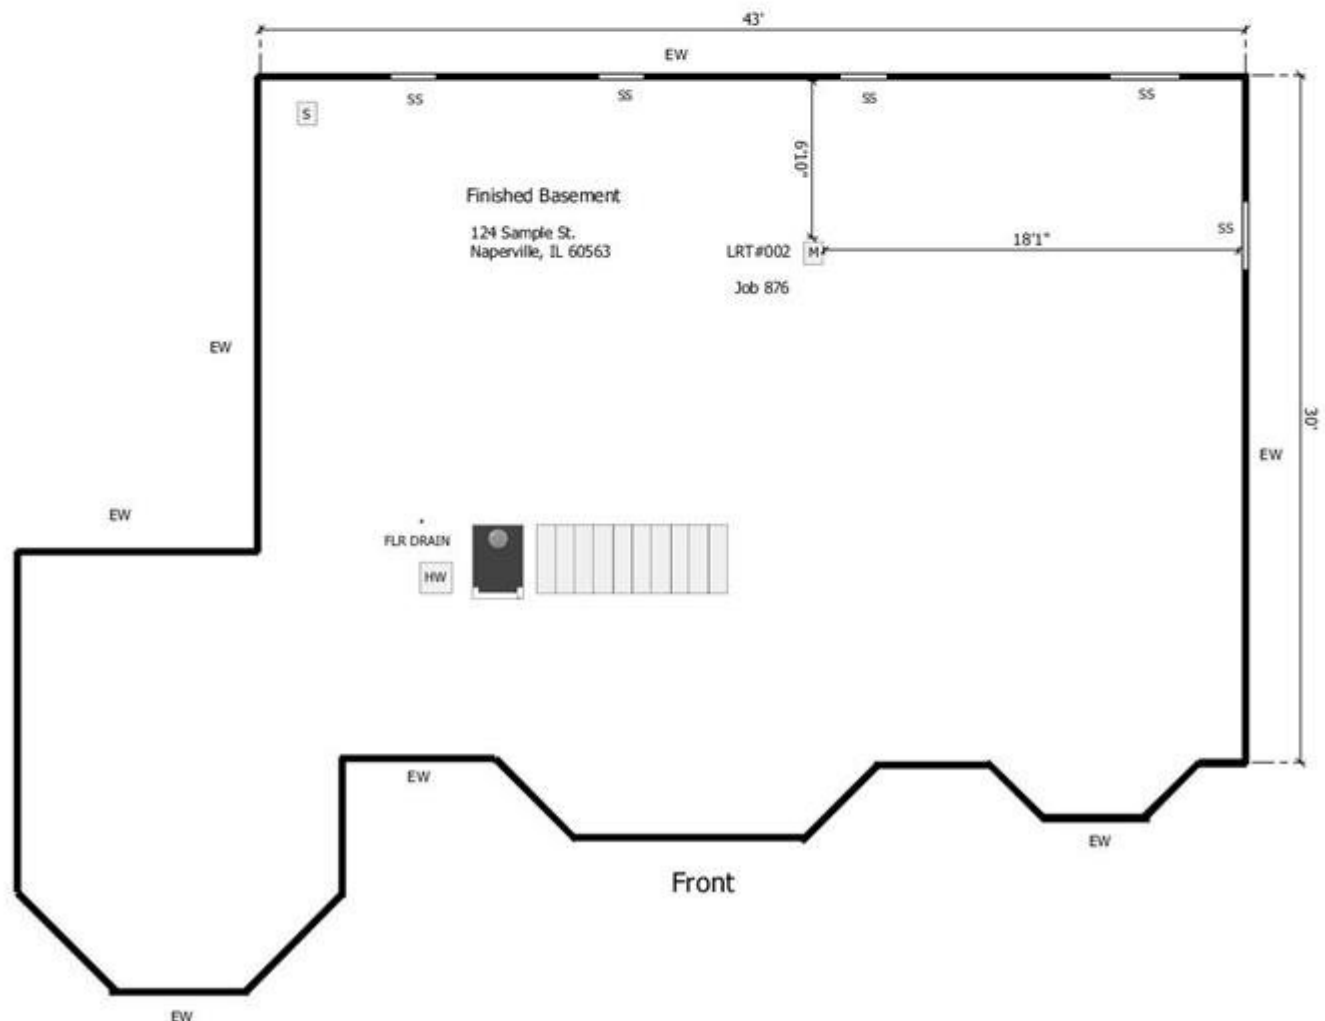 43'
EW
SS
SS
SS
SS
S
6'10"
Finished Basement
124 Sample St.
Naperville, IL 60563
SS
18'1"
LRT#002
M
Job 876
EW
30'
EW
EW
FLR DRAIN
HW
EW
EW
Front
EW